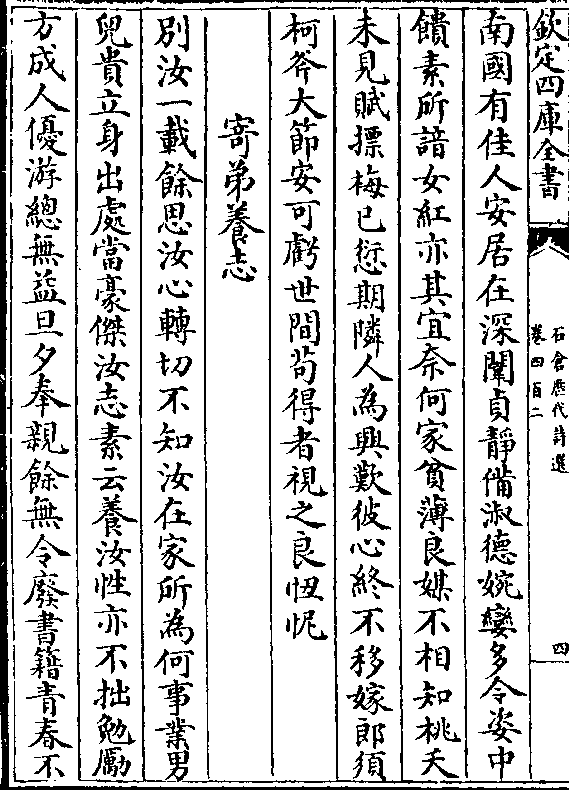 欽定四庫全書
石倉歷代詩選
卷四百二
四
南國有佳人安居在深闈貞靜備淑德婉孌多令姿中
饋素所諳女紅亦其宜奈何家貧薄良媒不相知桃夭
未見賦摽梅已愆期隣人為興歎彼心終不移嫁郎須
柯斧大節安可虧世間苟得者視之良忸怩
寄弟養志
別汝一載餘思汝心轉切不知汝在家所為何事業男
兒貴立身出處當豪傑汝志素云養汝性亦不拙勉勵
方成人優游總無益旦夕奉親餘無令廢書籍青春不